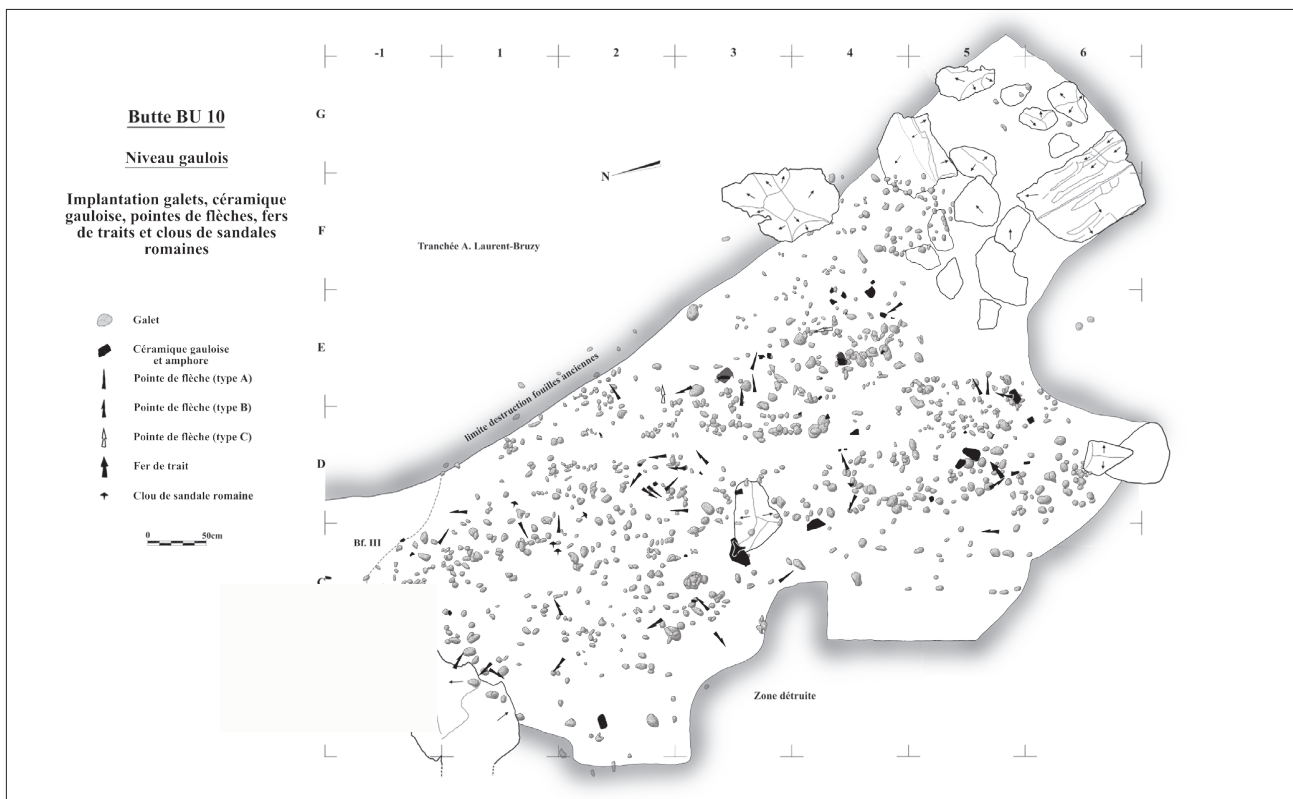 -1 1 2 3 4 5 6
Butte BU 10
Niveau gaulois
Implantation galets, céramique
gauloise, pointes de flèches, fers
de traits et clous de sandales
romaines
Galet
Céramique gauloise
et amphore
Pointe de flèche (type A)
Pointe de flèche (type B)
Pointe de flèche (type C)
Fer de trait
Clou de sandale romaine
0 50cm
G
F
E
D
N
Tranchée A. Laurent-Bruzy
limite destruction fouilles anciennes
Bf. III
Zone détruite